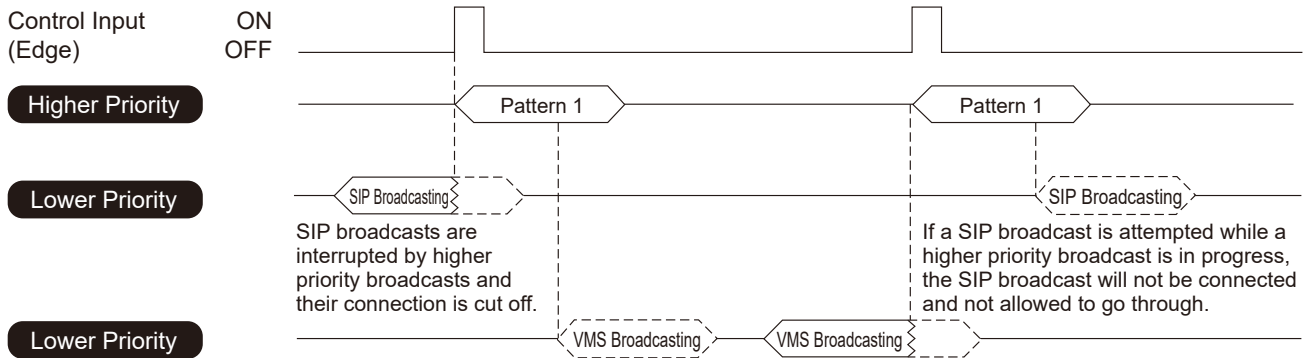 Control Input ON
(Edge) OFF
Higher Priority Pattern 1 Pattern 1
Lower Priority SIP Broadcasting SIP Broadcasting
SIP broadcasts are
interrupted by higher
priority broadcasts and
their connection is cut off.
If a SIP broadcast is attempted while a
higher priority broadcast is in progress,
the SIP broadcast will not be connected
and not allowed to go through.
Lower Priority VMS Broadcasting VMS Broadcasting